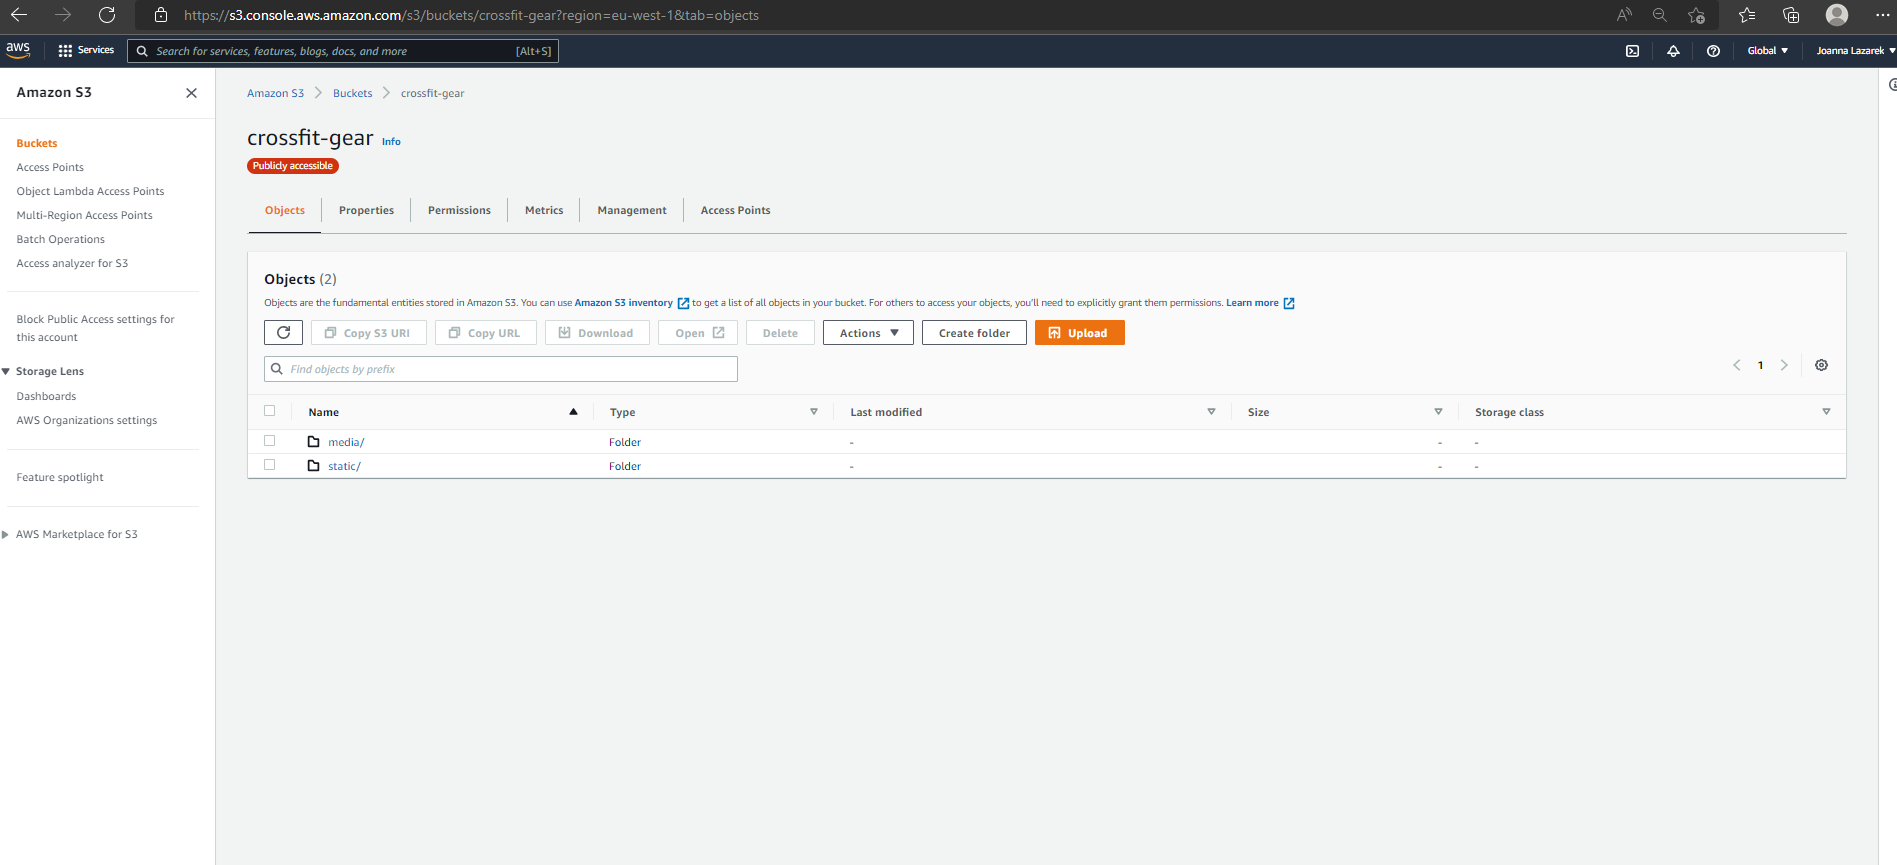 https://s3.console.aws.amazon.com/s3/buckets/crossfit-gear?region=eu-west-1&tab=objects
aws Services Search for services, features, blogs, docs, and more [Alt+S] Global Joanna Lazarek
Amazon S3
Buckets
Access Points
Object Lambda Access Points
Multi-Region Access Points
Batch Operations
Access analyzer for S3
Block Public Access settings for
this account
Storage Lens
Dashboards
AWS Organizations settings
Feature spotlight
AWS Marketplace for S3
Amazon S3 Buckets crossfit-gear
crossfit-gear Info
Publicly accessible
Objects Properties Permissions Metrics Management Access Points
Objects (2)
Objects are the fundamental entities stored in Amazon S3. You can use Amazon S3 inventory to get a list of all objects in your bucket. For others to access your objects, you'll need to explicitly grant them permissions. Learn more
Copy S3 URI Copy URL Download Open Delete Actions Create folder Upload
Find objects by prefix 1
Name Type Last modified Size Storage class
media/ Folder - - -
static/ Folder - - -